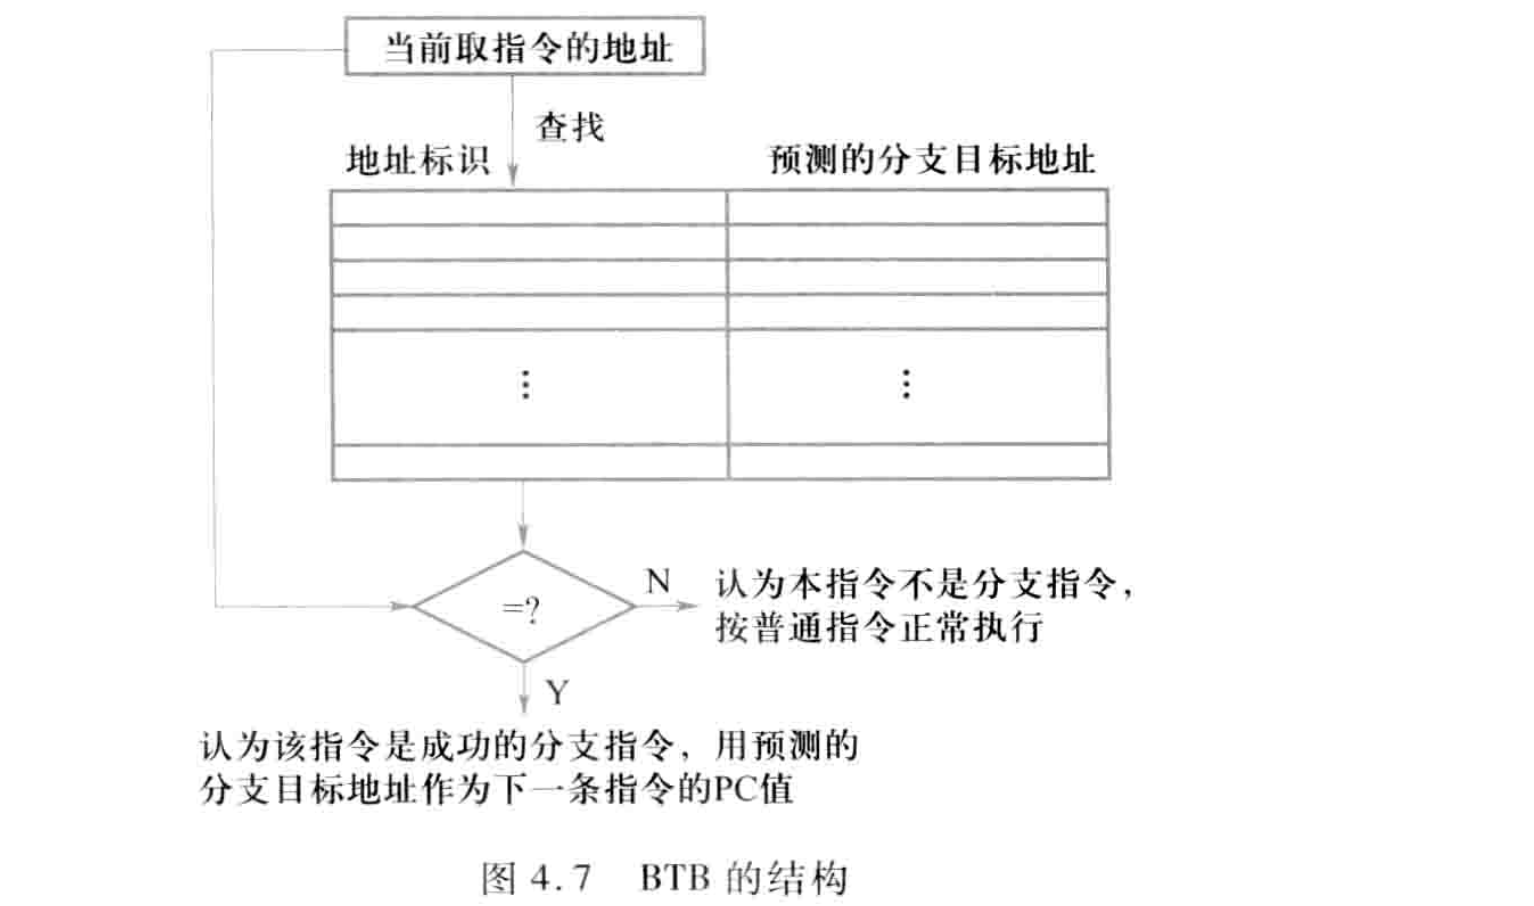 当前取指令的地址
查找
地址标识
预测的分支目标地址
⋮
⋮
=?
N
认为本指令不是分支指令,
按普通指令正常执行
Y
认为该指令是成功的分支指令, 用预测的
分支目标地址作为下一条指令的PC值
图 4.7 BTB 的结构